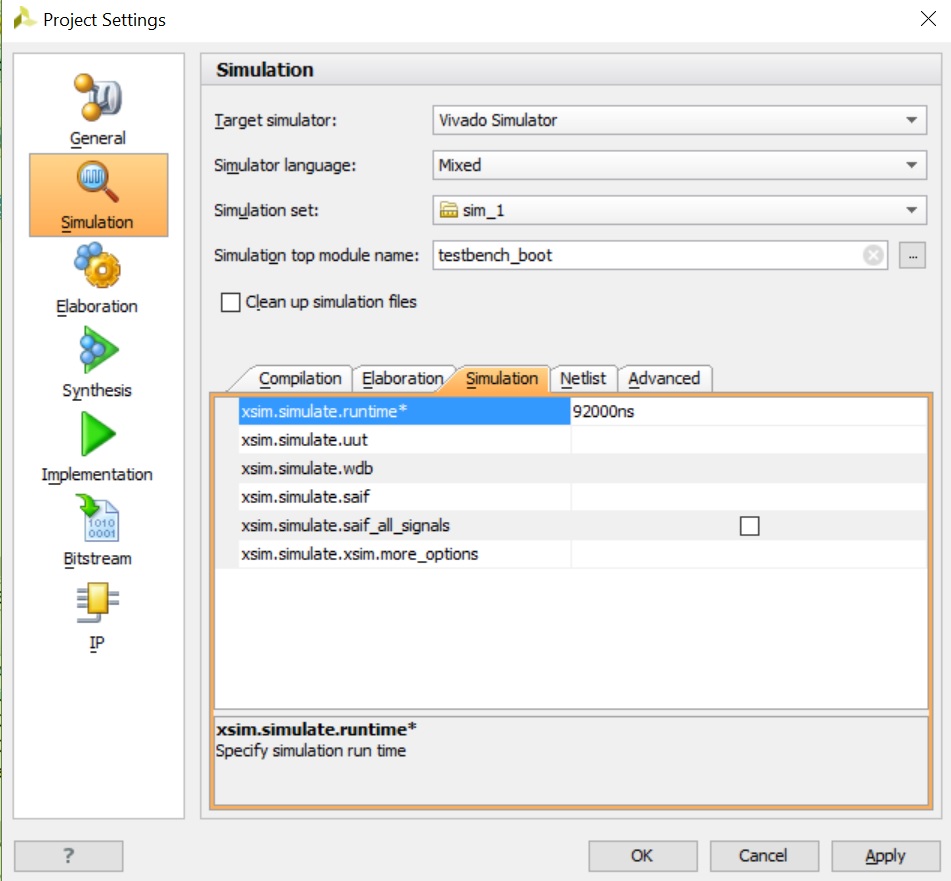 Project Settings
General
Simulation
Elaboration
Synthesis
Implementation
1010
0001
Bitstream
IP
Simulation
Target simulator: Vivado Simulator
Simulator language: Mixed
Simulation set: sim_1
Simulation top module name: testbench_boot ...
Clean up simulation files
Compilation Elaboration Simulation Netlist Advanced
xsim.simulate.runtime* 92000ns
xsim.simulate.uut
xsim.simulate.wdb
xsim.simulate.saif
xsim.simulate.saif_all_signals
xsim.simulate.xsim.more_options
xsim.simulate.runtime*
Specify simulation run time
? OK Cancel Apply